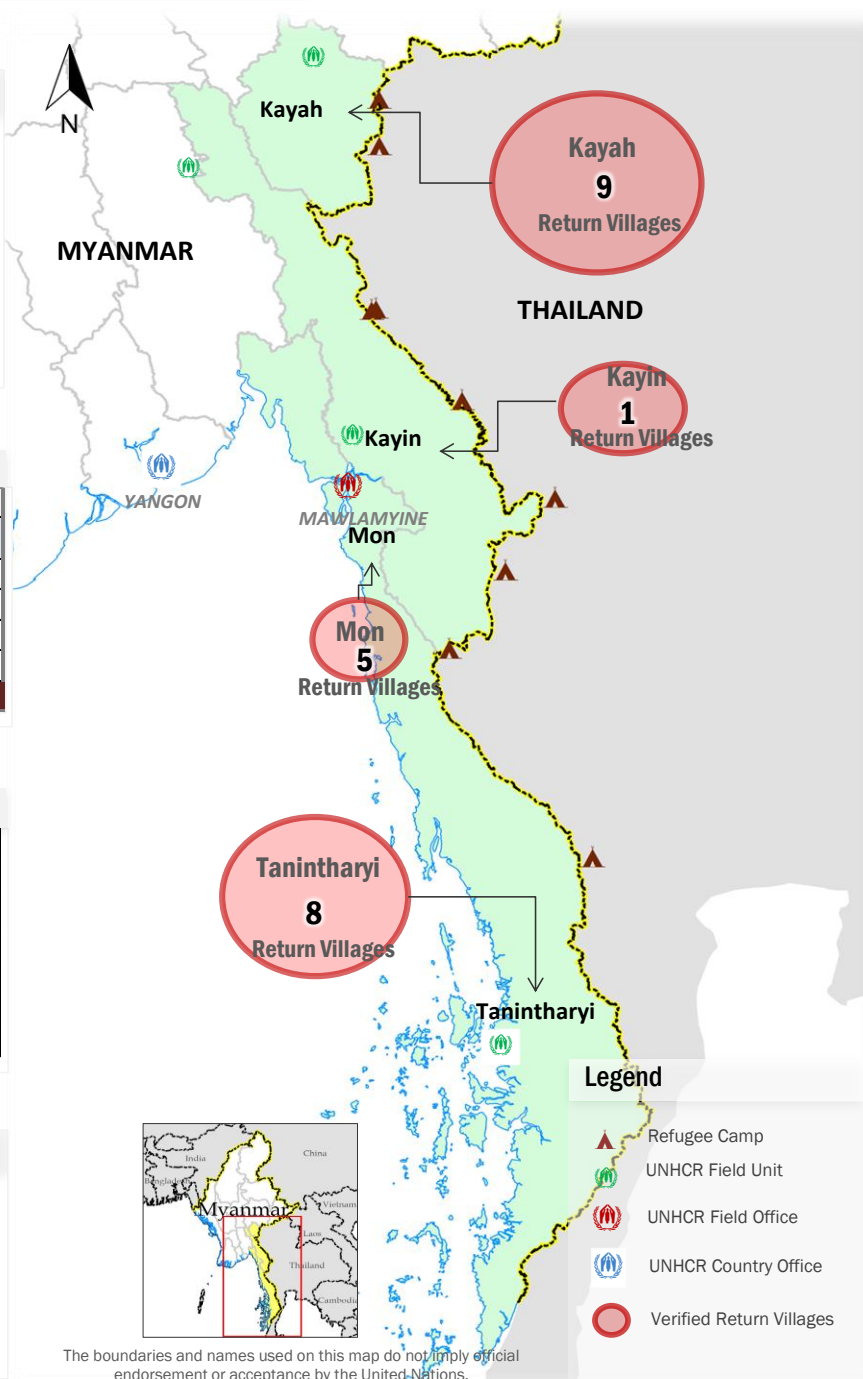 N
Kayah
MYANMAR
Kayah
9
Return Villages
THAILAND
Kayin
1
Return Villages
Kayin
YANGON
MAWLAMYINE
Mon
Mon
5
Return Villages
Tanintharyi
8
Return Villages
Tanintharyi
Legend
Refugee Camp
UNHCR Field Unit
UNHCR Field Office
UNHCR Country Office
Verified Return Villages
India
China
Bangladesh
Myanmar
Vietnam
Laos
Thailand
Cambodia
The boundaries and names used on this map do not imply official
endorsement or acceptance by the United Nations.